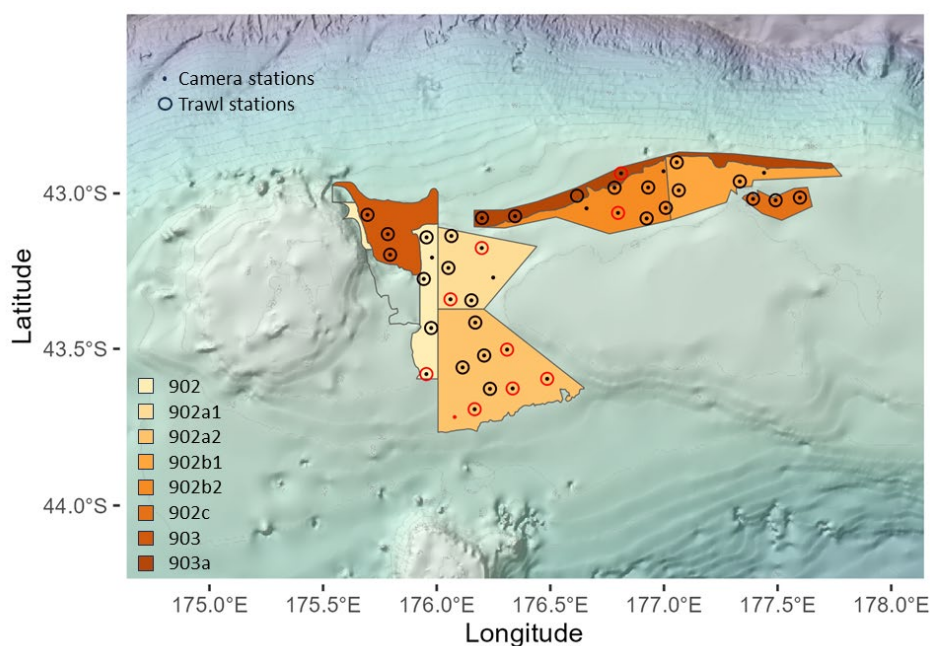 Camera stations
Trawl stations
43.0°S
43.5°S
44.0°S
Latitude
902
902a1
902a2
902b1
902b2
902c
903
903a
175.0°E 175.5°E 176.0°E 176.5°E 177.0°E 177.5°E 178.0°E
Longitude